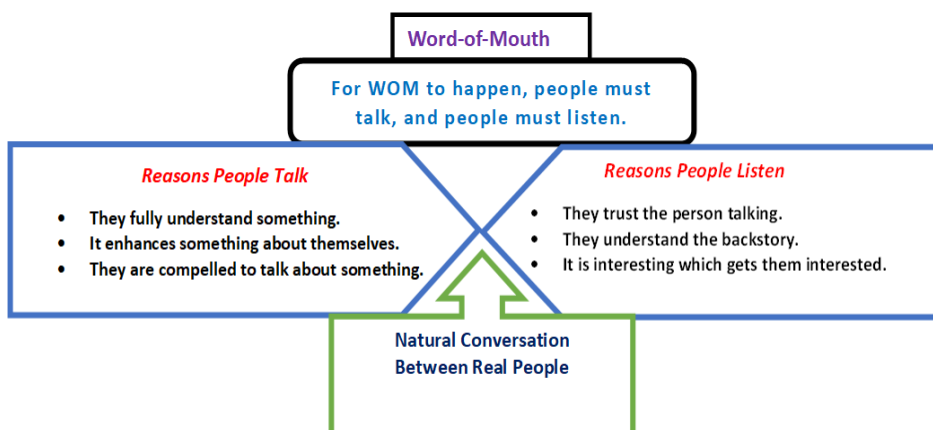 Word-of-Mouth
For WOM to happen, people must
talk, and people must listen.
Reasons People Talk
• They fully understand something.
• It enhances something about themselves.
• They are compelled to talk about something.
Reasons People Listen
• They trust the person talking.
• They understand the backstory.
• It is interesting which gets them interested.
Natural Conversation
Between Real People